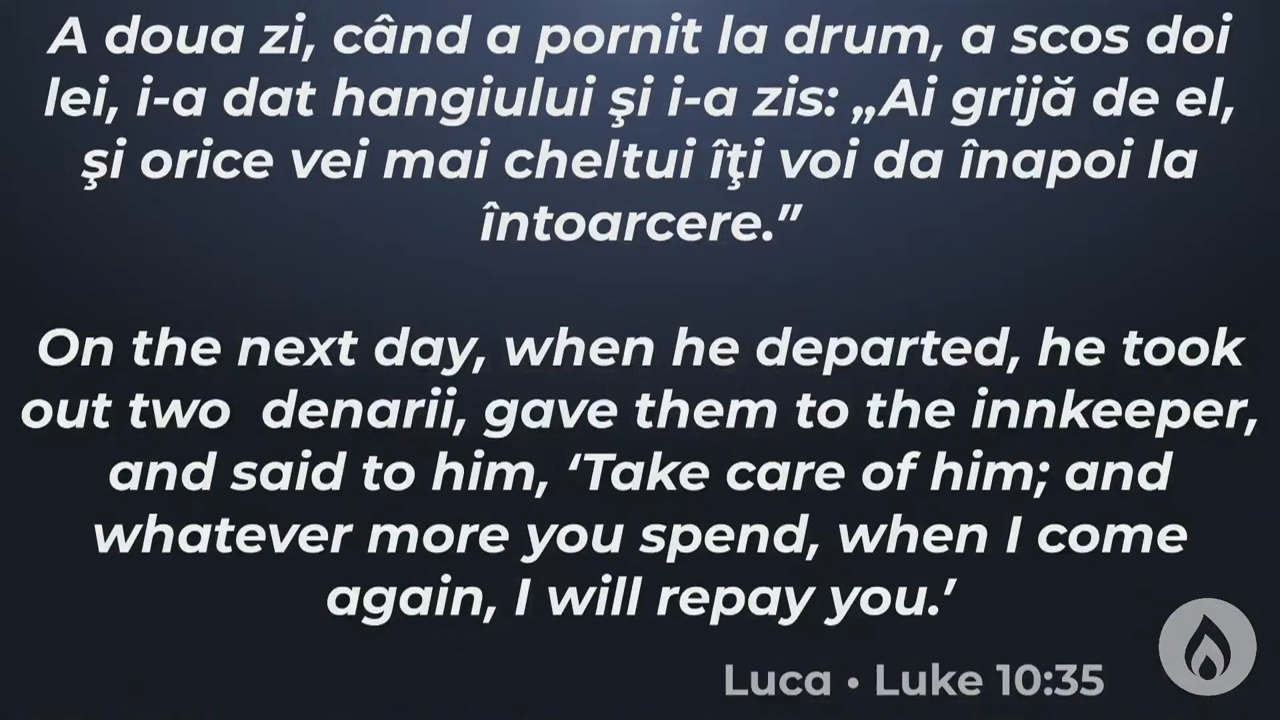 A doua zi, când a pornit la drum, a scos doi
lei, i-a dat hangiului şi i-a zis: „Ai grijă de el,
şi orice vei mai cheltui îţi voi da înapoi la
întoarcere.”
On the next day, when he departed, he took
out two  denarii, gave them to the innkeeper,
and said to him, ‘Take care of him; and
whatever more you spend, when I come
again, I will repay you.’
Luca • Luke 10:35